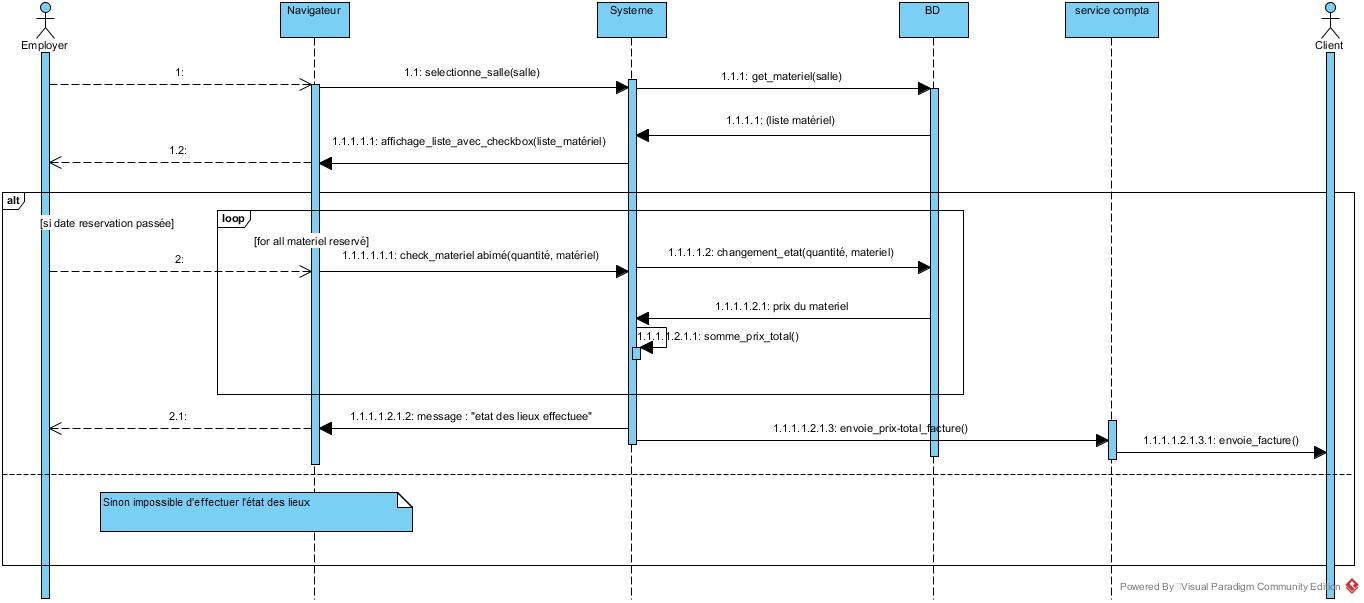 Employer
Navigateur
Systeme
BD
service compta
Client
1:
1.1: selectionne_salle(salle)
1.1.1: get_materiel(salle)
1.1.1.1: (liste matériel)
1.1.1.1.1: affichage_liste_avec_checkbox(liste_matériel)
1.2:
alt
[si date reservation passée]
loop
[for all materiel reservé]
2:
1.1.1.1.1.1: check_materiel abimé(quantité, matériel)
1.1.1.1.2: changement_etat(quantité, materiel)
1.1.1.1.2.1: prix du materiel
1.1.1.1.2.1.1: somme_prix_total()
2.1:
1.1.1.1.2.1.2: message : "etat des lieux effectuee"
1.1.1.1.2.1.3: envoie_prix-total_facture()
1.1.1.1.2.1.3.1: envoie_facture()
Sinon impossible d'effectuer l'état des lieux
Powered By Visual Paradigm Community Edition